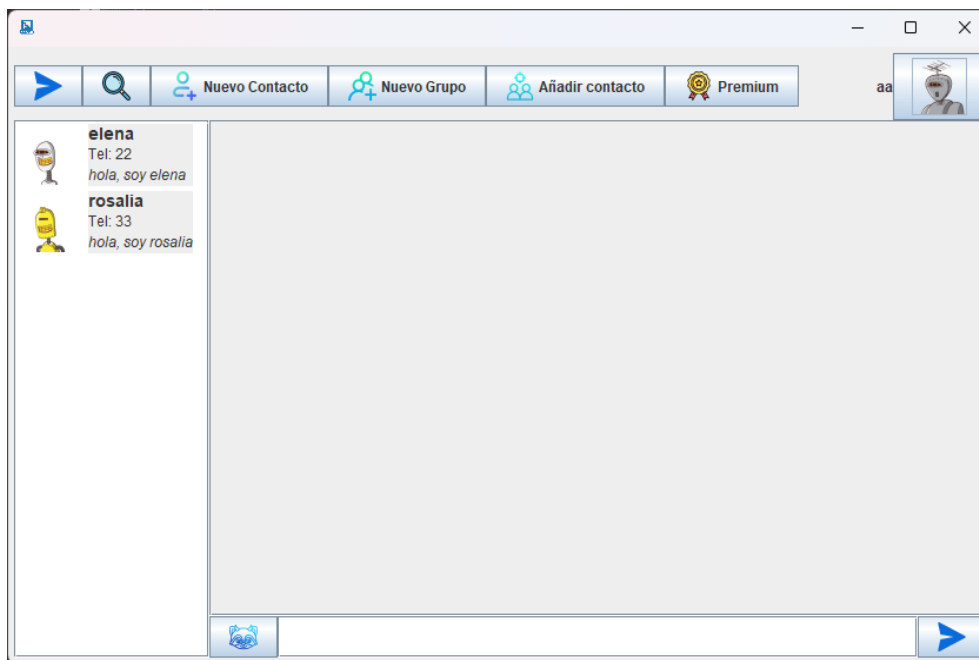 Nuevo Contacto
Nuevo Grupo
Añadir contacto
Premium
aa
elena
Tel: 22
hola, soy elena
rosalia
Tel: 33
hola, soy rosalia